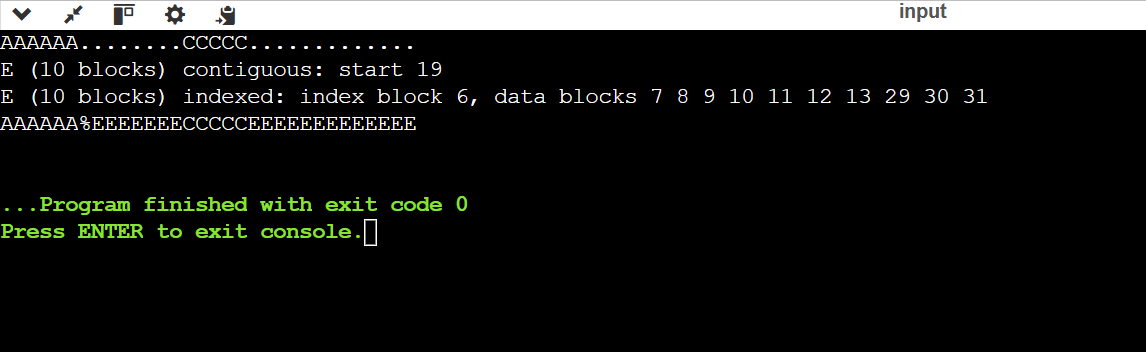 input
AAAAAA........CCCCC.............
E (10 blocks) contiguous: start 19
E (10 blocks) indexed: index block 6, data blocks 7 8 9 10 11 12 13 29 30 31
AAAAAA%EEEEEEECCCCCEEEEEEEEEEEEE
...Program finished with exit code 0
Press ENTER to exit console.